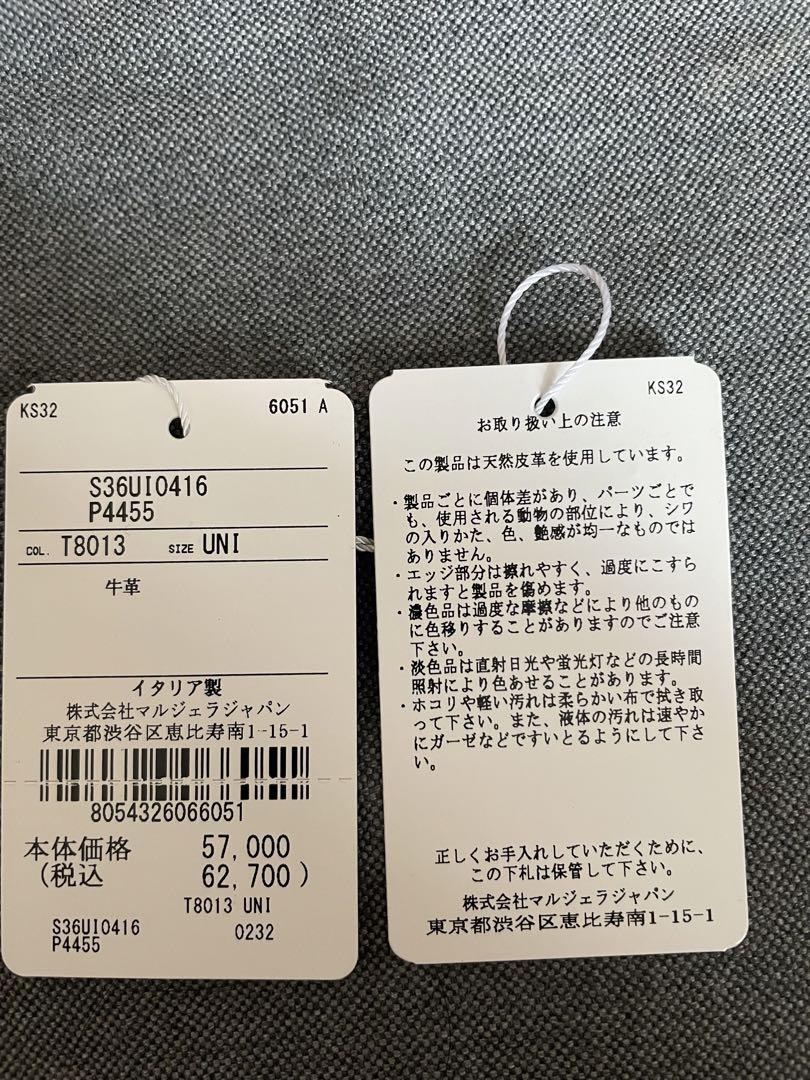 KS32
6051 A
S36UI0416
P4455
COL. T8013 SIZE UNI
牛革
イタリア製
株式会社マルジェラジャパン
東京都渋谷区恵比寿南1-15-1
8054326066051
本体価格 57,000
(税込 62,700)
T8013 UNI
S36UI0416
P4455
0232
KS32
お取り扱い上の注意
この製品は天然皮革を使用しています。
・製品ごとに個体差があり、パーツごとで
も、使用される動物の部位により、シワ
の入りかた、色、艶感が均一なものでは
ありません。
・エッジ部分は擦れやすく、過度にこすら
れますと製品を傷めます。
・濃色品は過度な摩擦などにより他のもの
に色移りすることがありますのでご注意
下さい。
・淡色品は直射日光や蛍光灯などの長時間
照射により色あせることがあります。
・ホコリや軽い汚れは柔らかい布で拭き取
って下さい。また、液体の汚れは速やか
にガーゼなどですいとるようにして下さ
い。
正しくお手入れしていただくために、
この下札は保管して下さい。
株式会社マルジェラジャパン
東京都渋谷区恵比寿南1-15-1